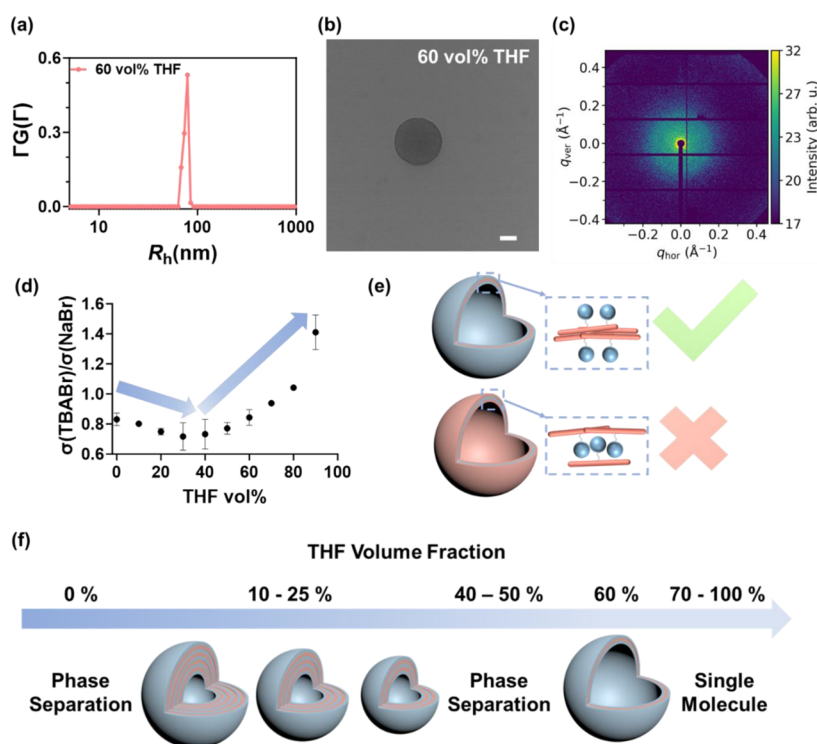 (a)
ΓG(Γ)
0.6
0.3
0.0
60 vol% THF
10
100
1000
Rh(nm)
(b)
60 vol% THF
(c)
qver (Å−1)
0.4
0.2
0.0
−0.2
−0.4
−0.2
0.0
0.2
0.4
qhor (Å−1)
32
27
23
20
17
Intensity (arb. u.)
(d)
σ(TBABr)/σ(NaBr)
1.6
1.4
1.2
1.0
0.8
0.6
0
20
40
60
80
100
THF vol%
(e)
(f)
THF Volume Fraction
0 %
10 - 25 %
40 – 50 %
60 %
70 - 100 %
Phase
Separation
Phase
Separation
Single
Molecule